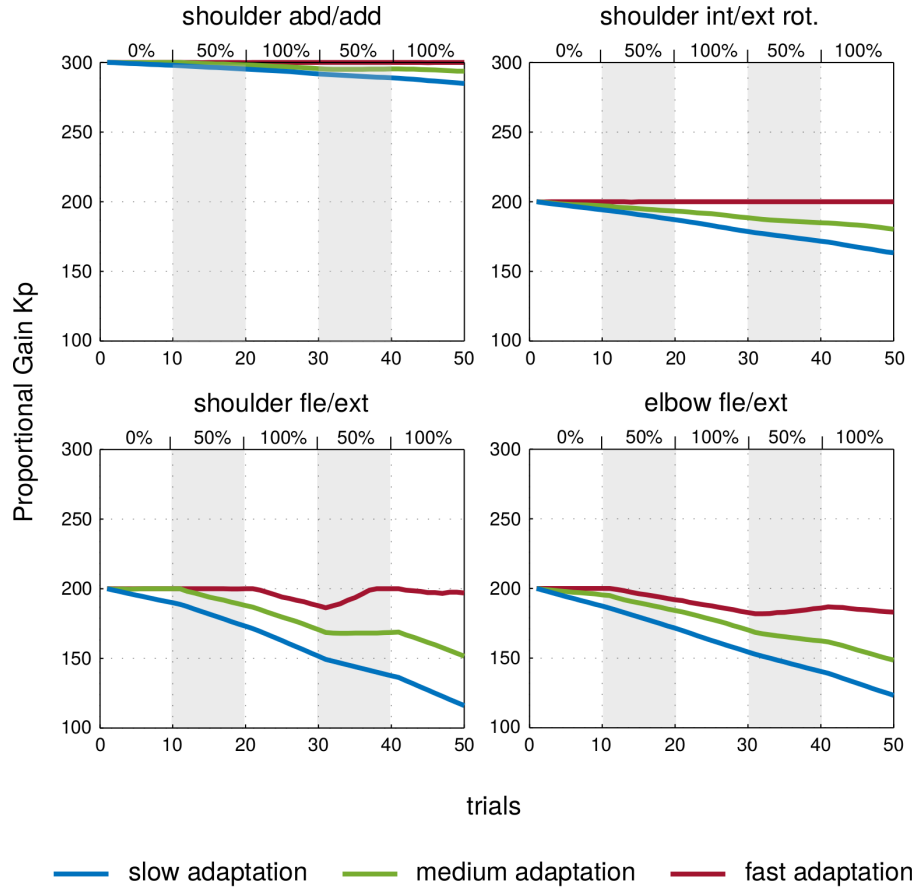 shoulder abd/add
0% 50% 100% 50% 100%
300
250
200
150
100
0 10 20 30 40 50
shoulder int/ext rot.
0% 50% 100% 50% 100%
300
250
200
150
100
0 10 20 30 40 50
Proportional Gain Kp
shoulder fle/ext
0% 50% 100% 50% 100%
300
250
200
150
100
0 10 20 30 40 50
elbow fle/ext
0% 50% 100% 50% 100%
300
250
200
150
100
0 10 20 30 40 50
trials
slow adaptation medium adaptation fast adaptation